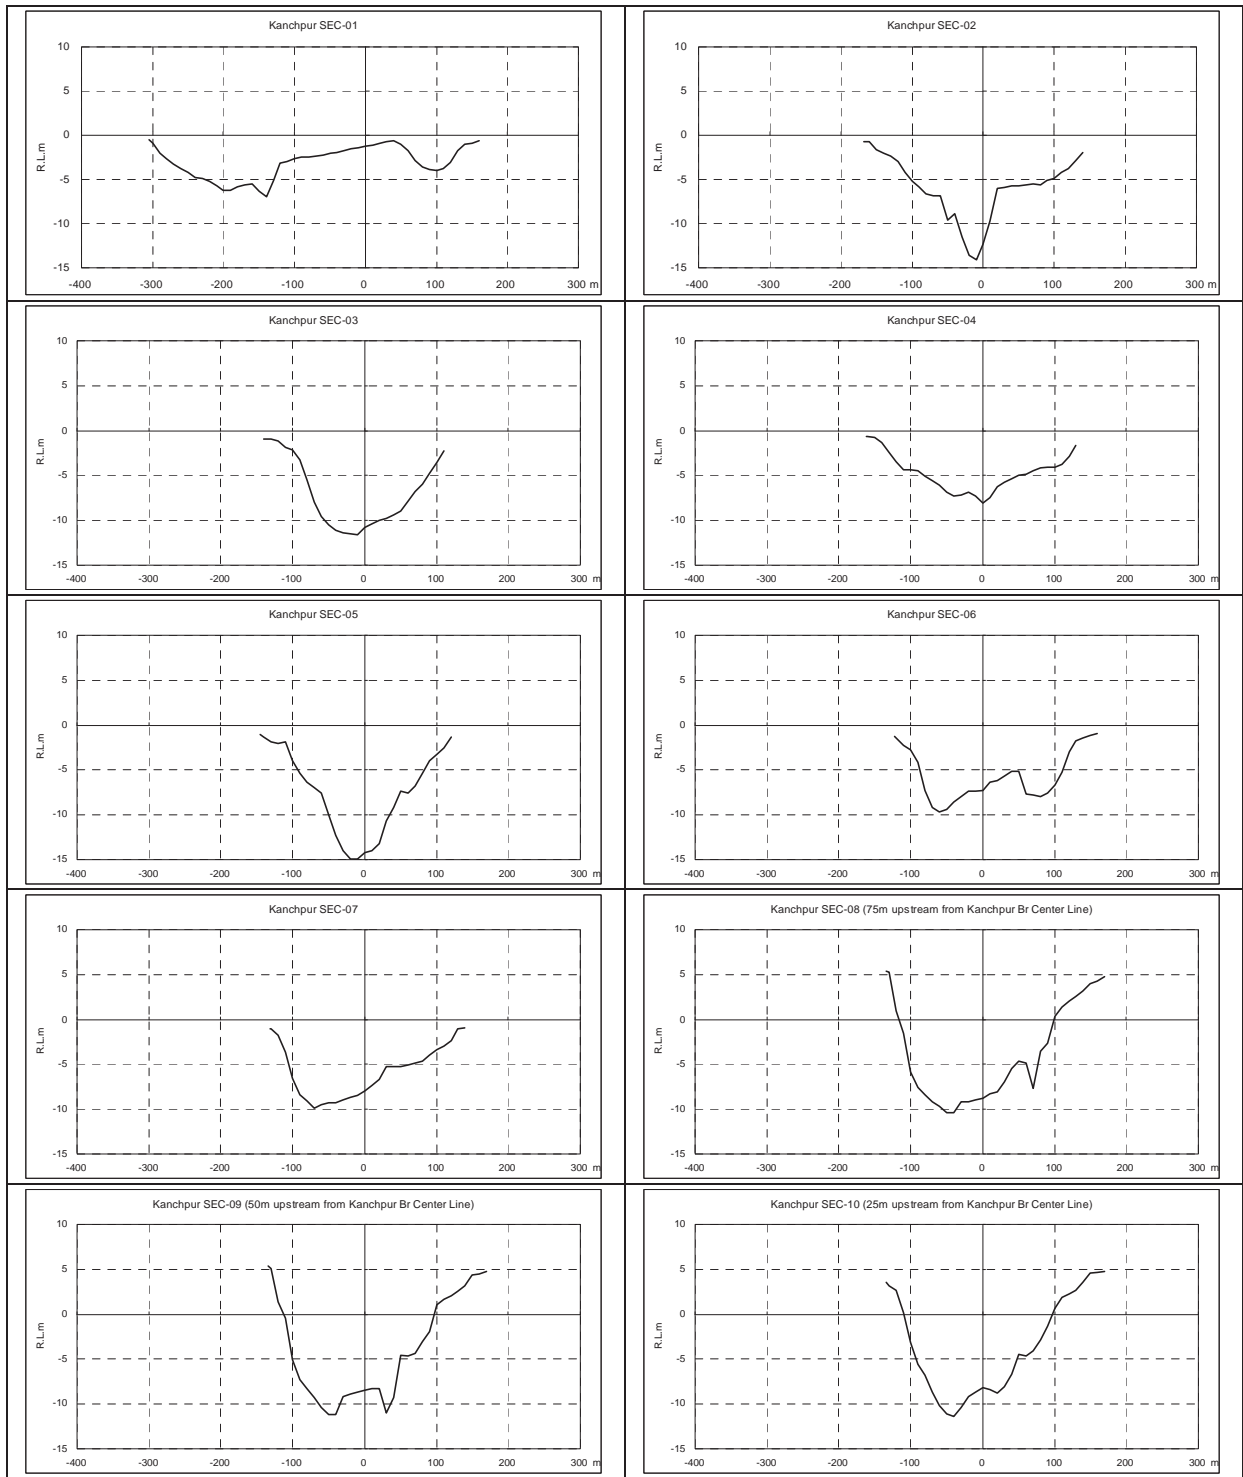 Kanchpur SEC-01
10
5
0
-5
-10
-15
R.L.m
-400 -300 -200 -100 0 100 200 300 m
Kanchpur SEC-02
10
5
0
-5
-10
-15
R.L.m
-400 -300 -200 -100 0 100 200 300 m
Kanchpur SEC-03
10
5
0
-5
-10
-15
R.L.m
-400 -300 -200 -100 0 100 200 300 m
Kanchpur SEC-04
10
5
0
-5
-10
-15
R.L.m
-400 -300 -200 -100 0 100 200 300 m
Kanchpur SEC-05
10
5
0
-5
-10
-15
R.L.m
-400 -300 -200 -100 0 100 200 300 m
Kanchpur SEC-06
10
5
0
-5
-10
-15
R.L.m
-400 -300 -200 -100 0 100 200 300 m
Kanchpur SEC-07
10
5
0
-5
-10
-15
R.L.m
-400 -300 -200 -100 0 100 200 300 m
Kanchpur SEC-08 (75m upstream from Kanchpur Br Center Line)
10
5
0
-5
-10
-15
R.L.m
-400 -300 -200 -100 0 100 200 300 m
Kanchpur SEC-09 (50m upstream from Kanchpur Br Center Line)
10
5
0
-5
-10
-15
R.L.m
-400 -300 -200 -100 0 100 200 300 m
Kanchpur SEC-10 (25m upstream from Kanchpur Br Center Line)
10
5
0
-5
-10
-15
R.L.m
-400 -300 -200 -100 0 100 200 300 m